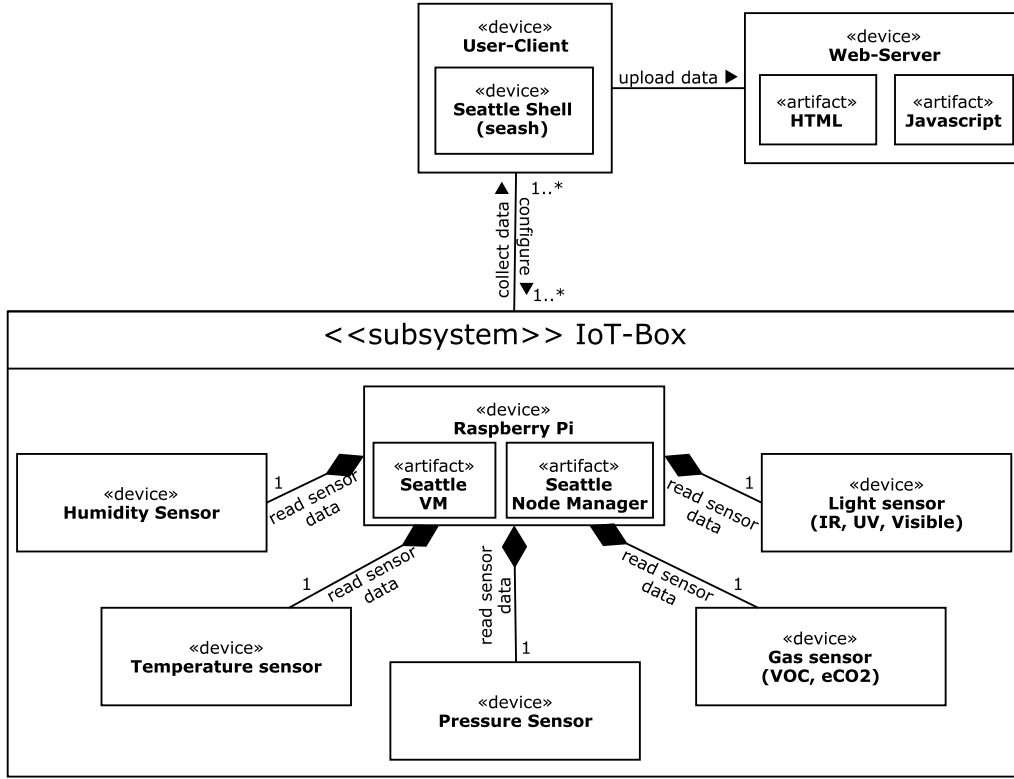 «device»
User-Client
«device»
Seattle Shell
(seash)
upload data ▶
«device»
Web-Server
«artifact»
HTML
«artifact»
Javascript
1..*
collect data ▶
configure ▶
1..*
<<subsystem>> IoT-Box
«device»
Raspberry Pi
«artifact»
Seattle
VM
«artifact»
Seattle
Node Manager
«device»
Humidity Sensor
1
read sensor
data
1
read sensor
data
«device»
Light sensor
(IR, UV, Visible)
1
read sensor
data
«device»
Temperature sensor
1
read sensor
data
«device»
Pressure Sensor
1
read sensor
data
«device»
Gas sensor
(VOC, eCO2)